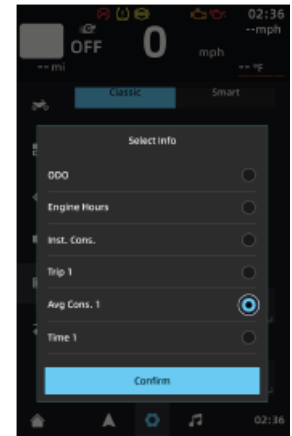 02:36
--mph
OFF
0
mph
-- mi
-- °F
Classic
Smart
Select Info
ODO
Engine Hours
Inst. Cons.
Trip 1
Avg Cons. 1
Time 1
Confirm
02:36